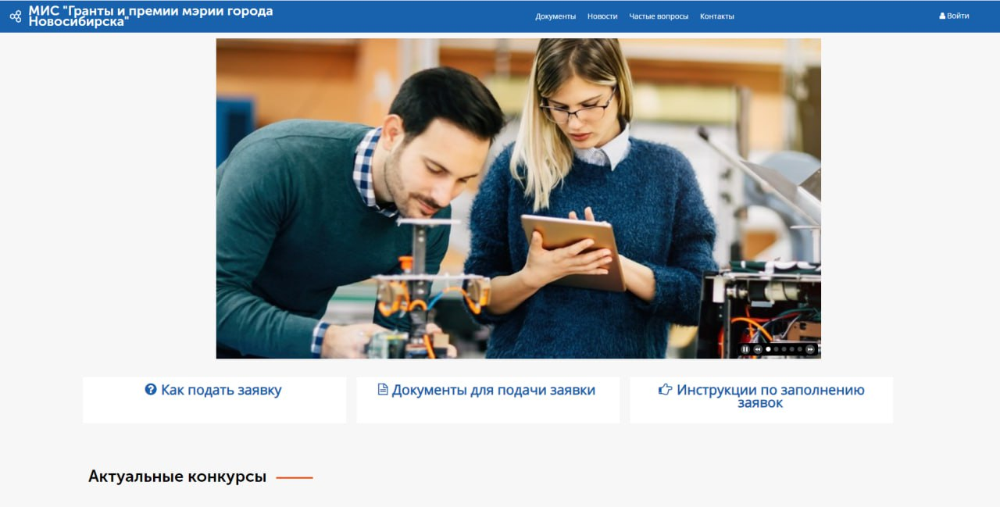 МИС "Гранты и премии мэрии города
Новосибирска"
Документы Новости Частые вопросы Контакты
Войти
Как подать заявку
Документы для подачи заявки
Инструкции по заполнению
заявок
Актуальные конкурсы